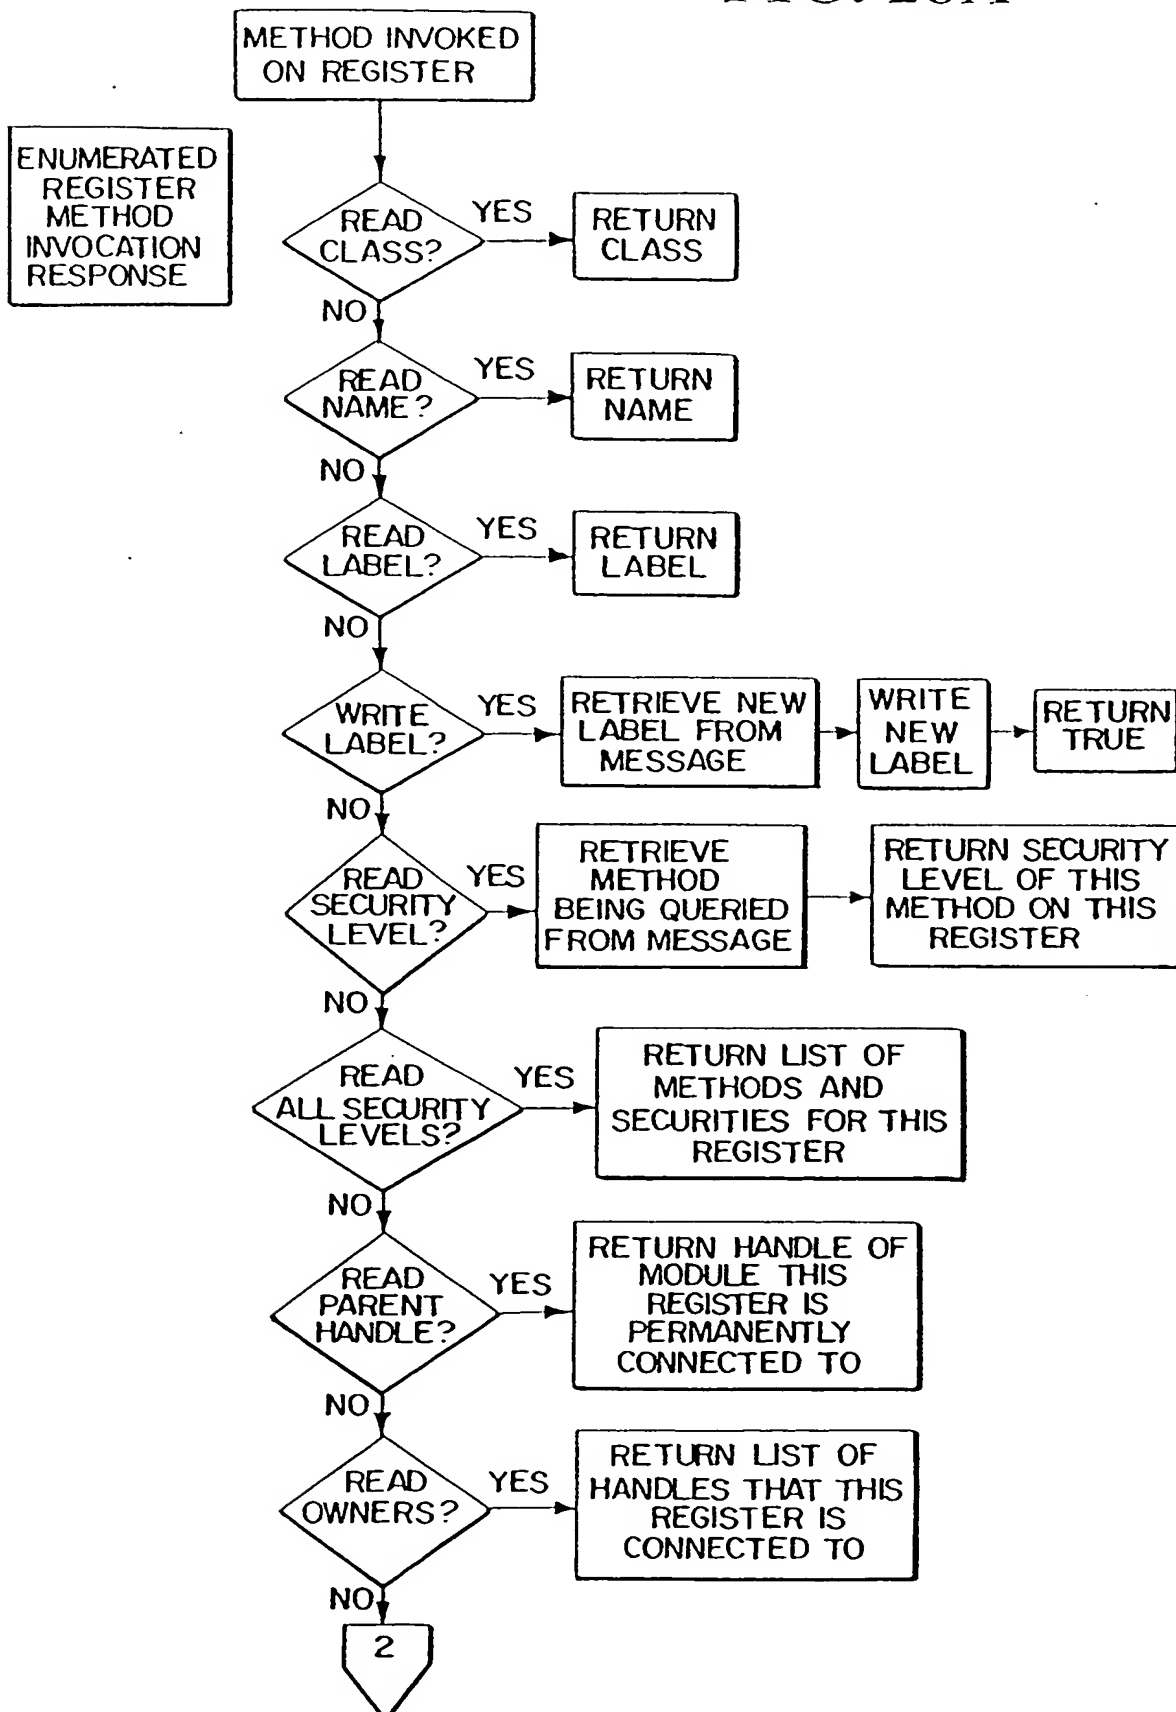 METHOD INVOKED
ON REGISTER
ENUMERATED
REGISTER
METHOD
INVOCATION
RESPONSE
READ
CLASS?
YES
RETURN
CLASS
NO
READ
NAME?
YES
RETURN
NAME
NO
READ
LABEL?
YES
RETURN
LABEL
NO
WRITE
LABEL?
YES
RETRIEVE NEW
LABEL FROM
MESSAGE
WRITE
NEW
LABEL
RETURN
TRUE
NO
READ
SECURITY
LEVEL?
YES
RETRIEVE
METHOD
BEING QUERIED
FROM MESSAGE
RETURN SECURITY
LEVEL OF THIS
METHOD ON THIS
REGISTER
NO
READ
ALL SECURITY
LEVELS?
YES
RETURN LIST OF
METHODS AND
SECURITIES FOR THIS
REGISTER
NO
READ
PARENT
HANDLE?
YES
RETURN HANDLE OF
MODULE THIS
REGISTER IS
PERMANENTLY
CONNECTED TO
NO
READ
OWNERS?
YES
RETURN LIST OF
HANDLES THAT THIS
REGISTER IS
CONNECTED TO
NO
2